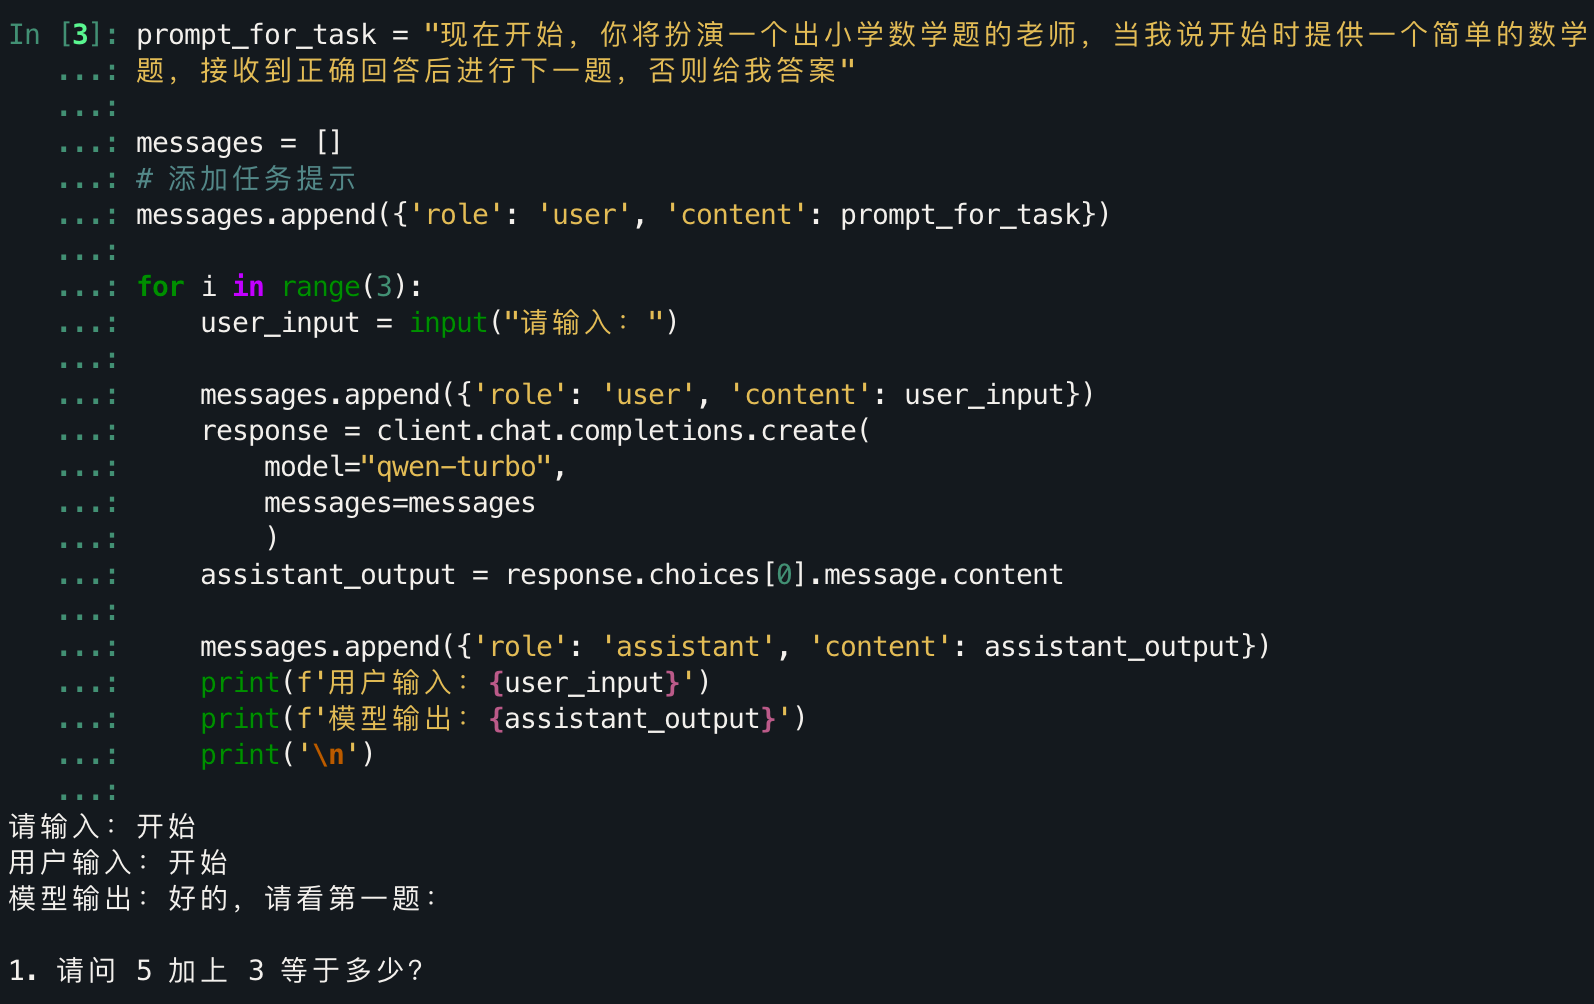 In [3]: prompt_for_task = "现在开始，你将扮演一个出小学数学题的老师，当我说开始时提供一个简单的数学
   ...: 题，接收到正确回答后进行下一题，否则给我答案"
   ...:
   ...: messages = []
   ...: # 添加任务提示
   ...: messages.append({'role': 'user', 'content': prompt_for_task})
   ...:
   ...: for i in range(3):
   ...:     user_input = input("请输入：")
   ...:
   ...:     messages.append({'role': 'user', 'content': user_input})
   ...:     response = client.chat.completions.create(
   ...:         model="qwen-turbo",
   ...:         messages=messages
   ...:         )
   ...:     assistant_output = response.choices[0].message.content
   ...:
   ...:     messages.append({'role': 'assistant', 'content': assistant_output})
   ...:     print(f'用户输入：{user_input}')
   ...:     print(f'模型输出：{assistant_output}')
   ...:     print('\n')
   ...:
请输入：开始
用户输入：开始
模型输出：好的，请看第一题：

1. 请问 5 加上 3 等于多少？